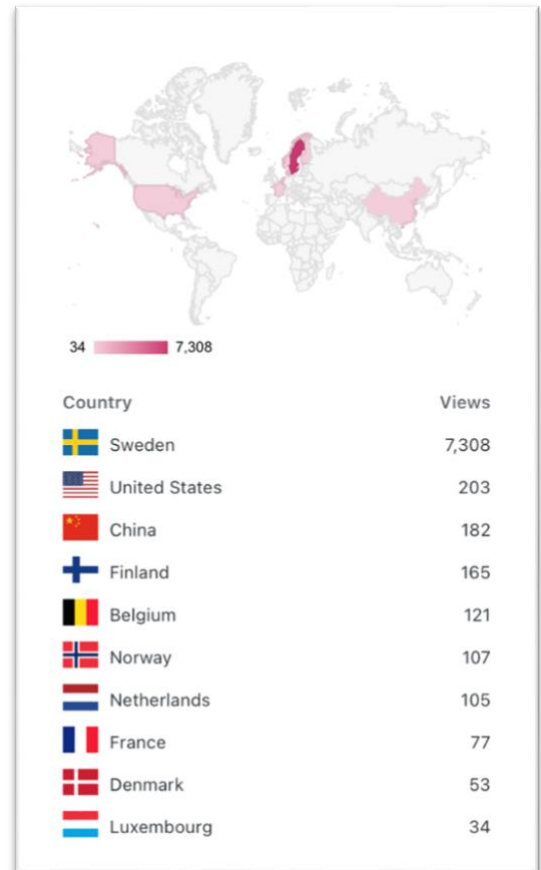 34 7,308
Country Views
Sweden 7,308
United States 203
China 182
Finland 165
Belgium 121
Norway 107
Netherlands 105
France 77
Denmark 53
Luxembourg 34